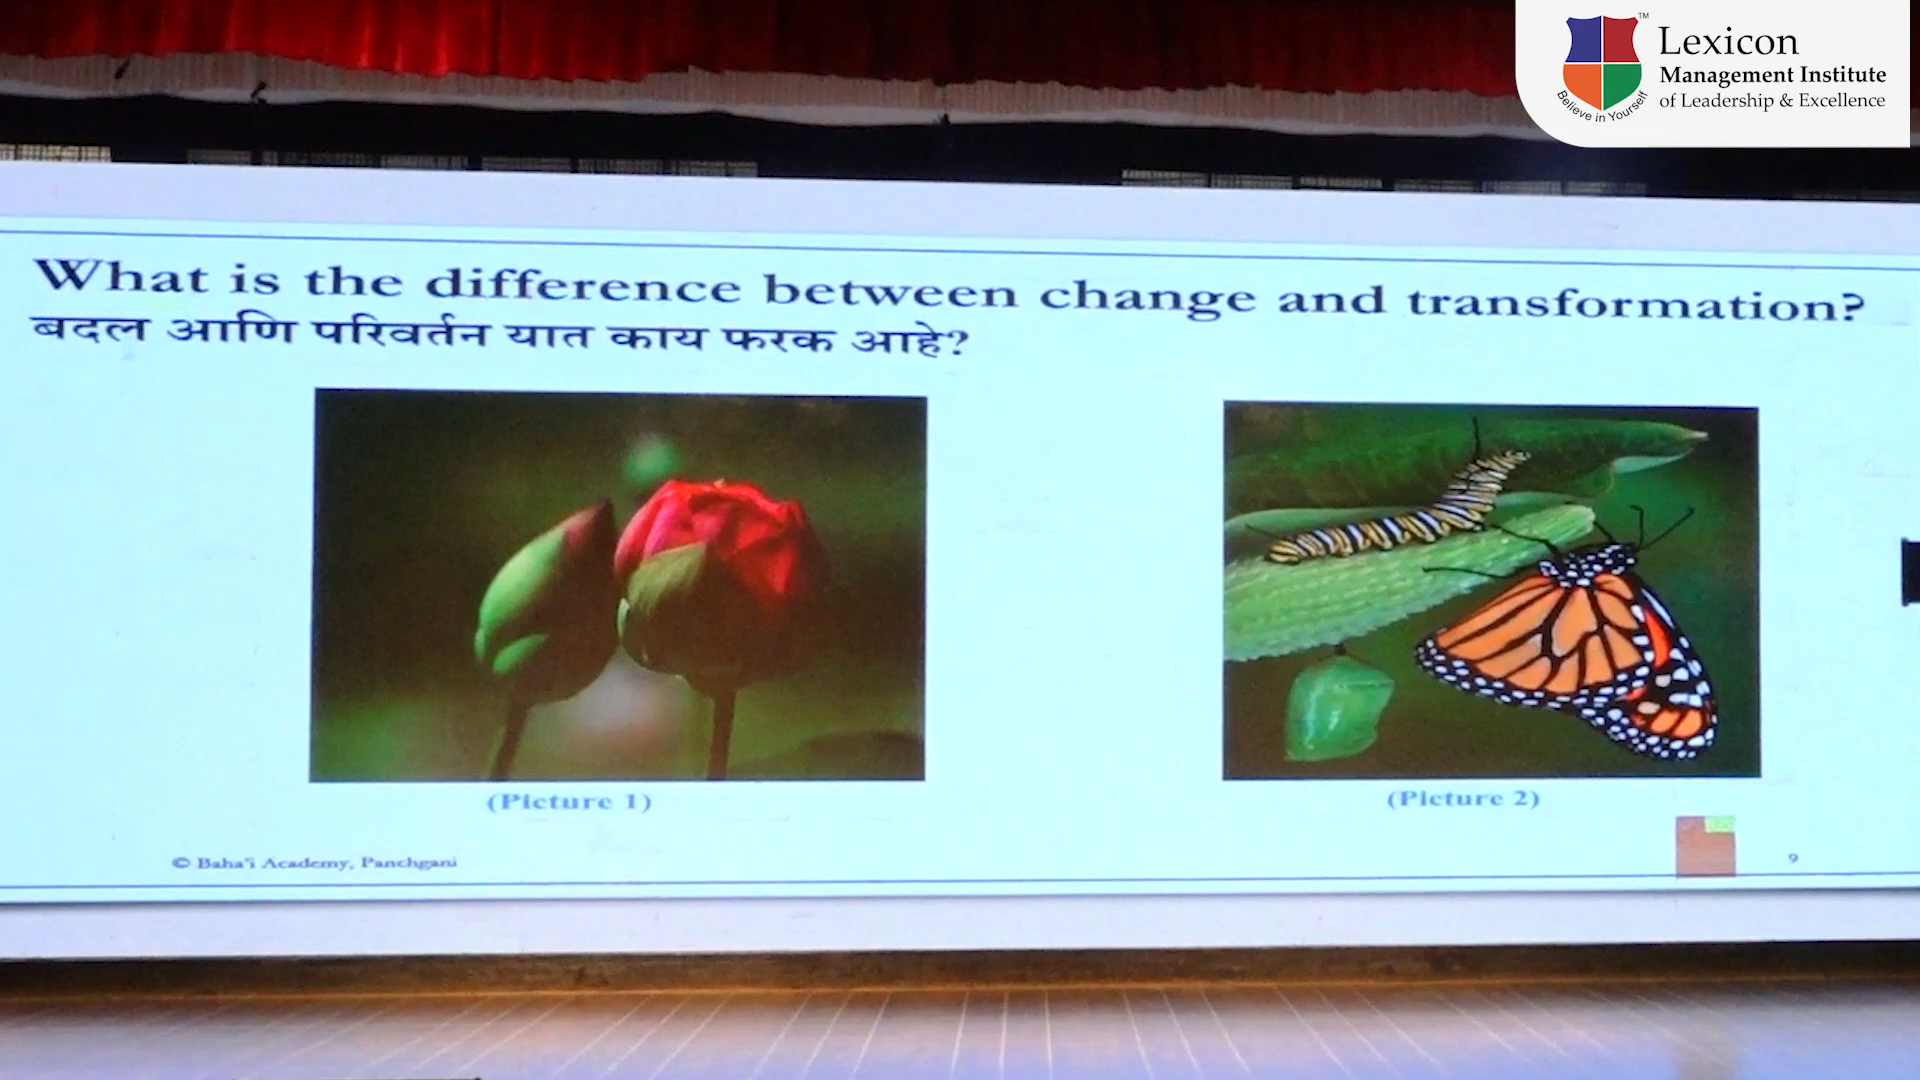 Lexicon
TM
Management Institute
of Leadership & Excellence
Believe in Yourself
What is the difference between change and transformation?
बदल आणि परिवर्तन यात काय फरक आहे?
(Picture 1)
(Picture 2)
© Baha'i Academy, Panchgani
9